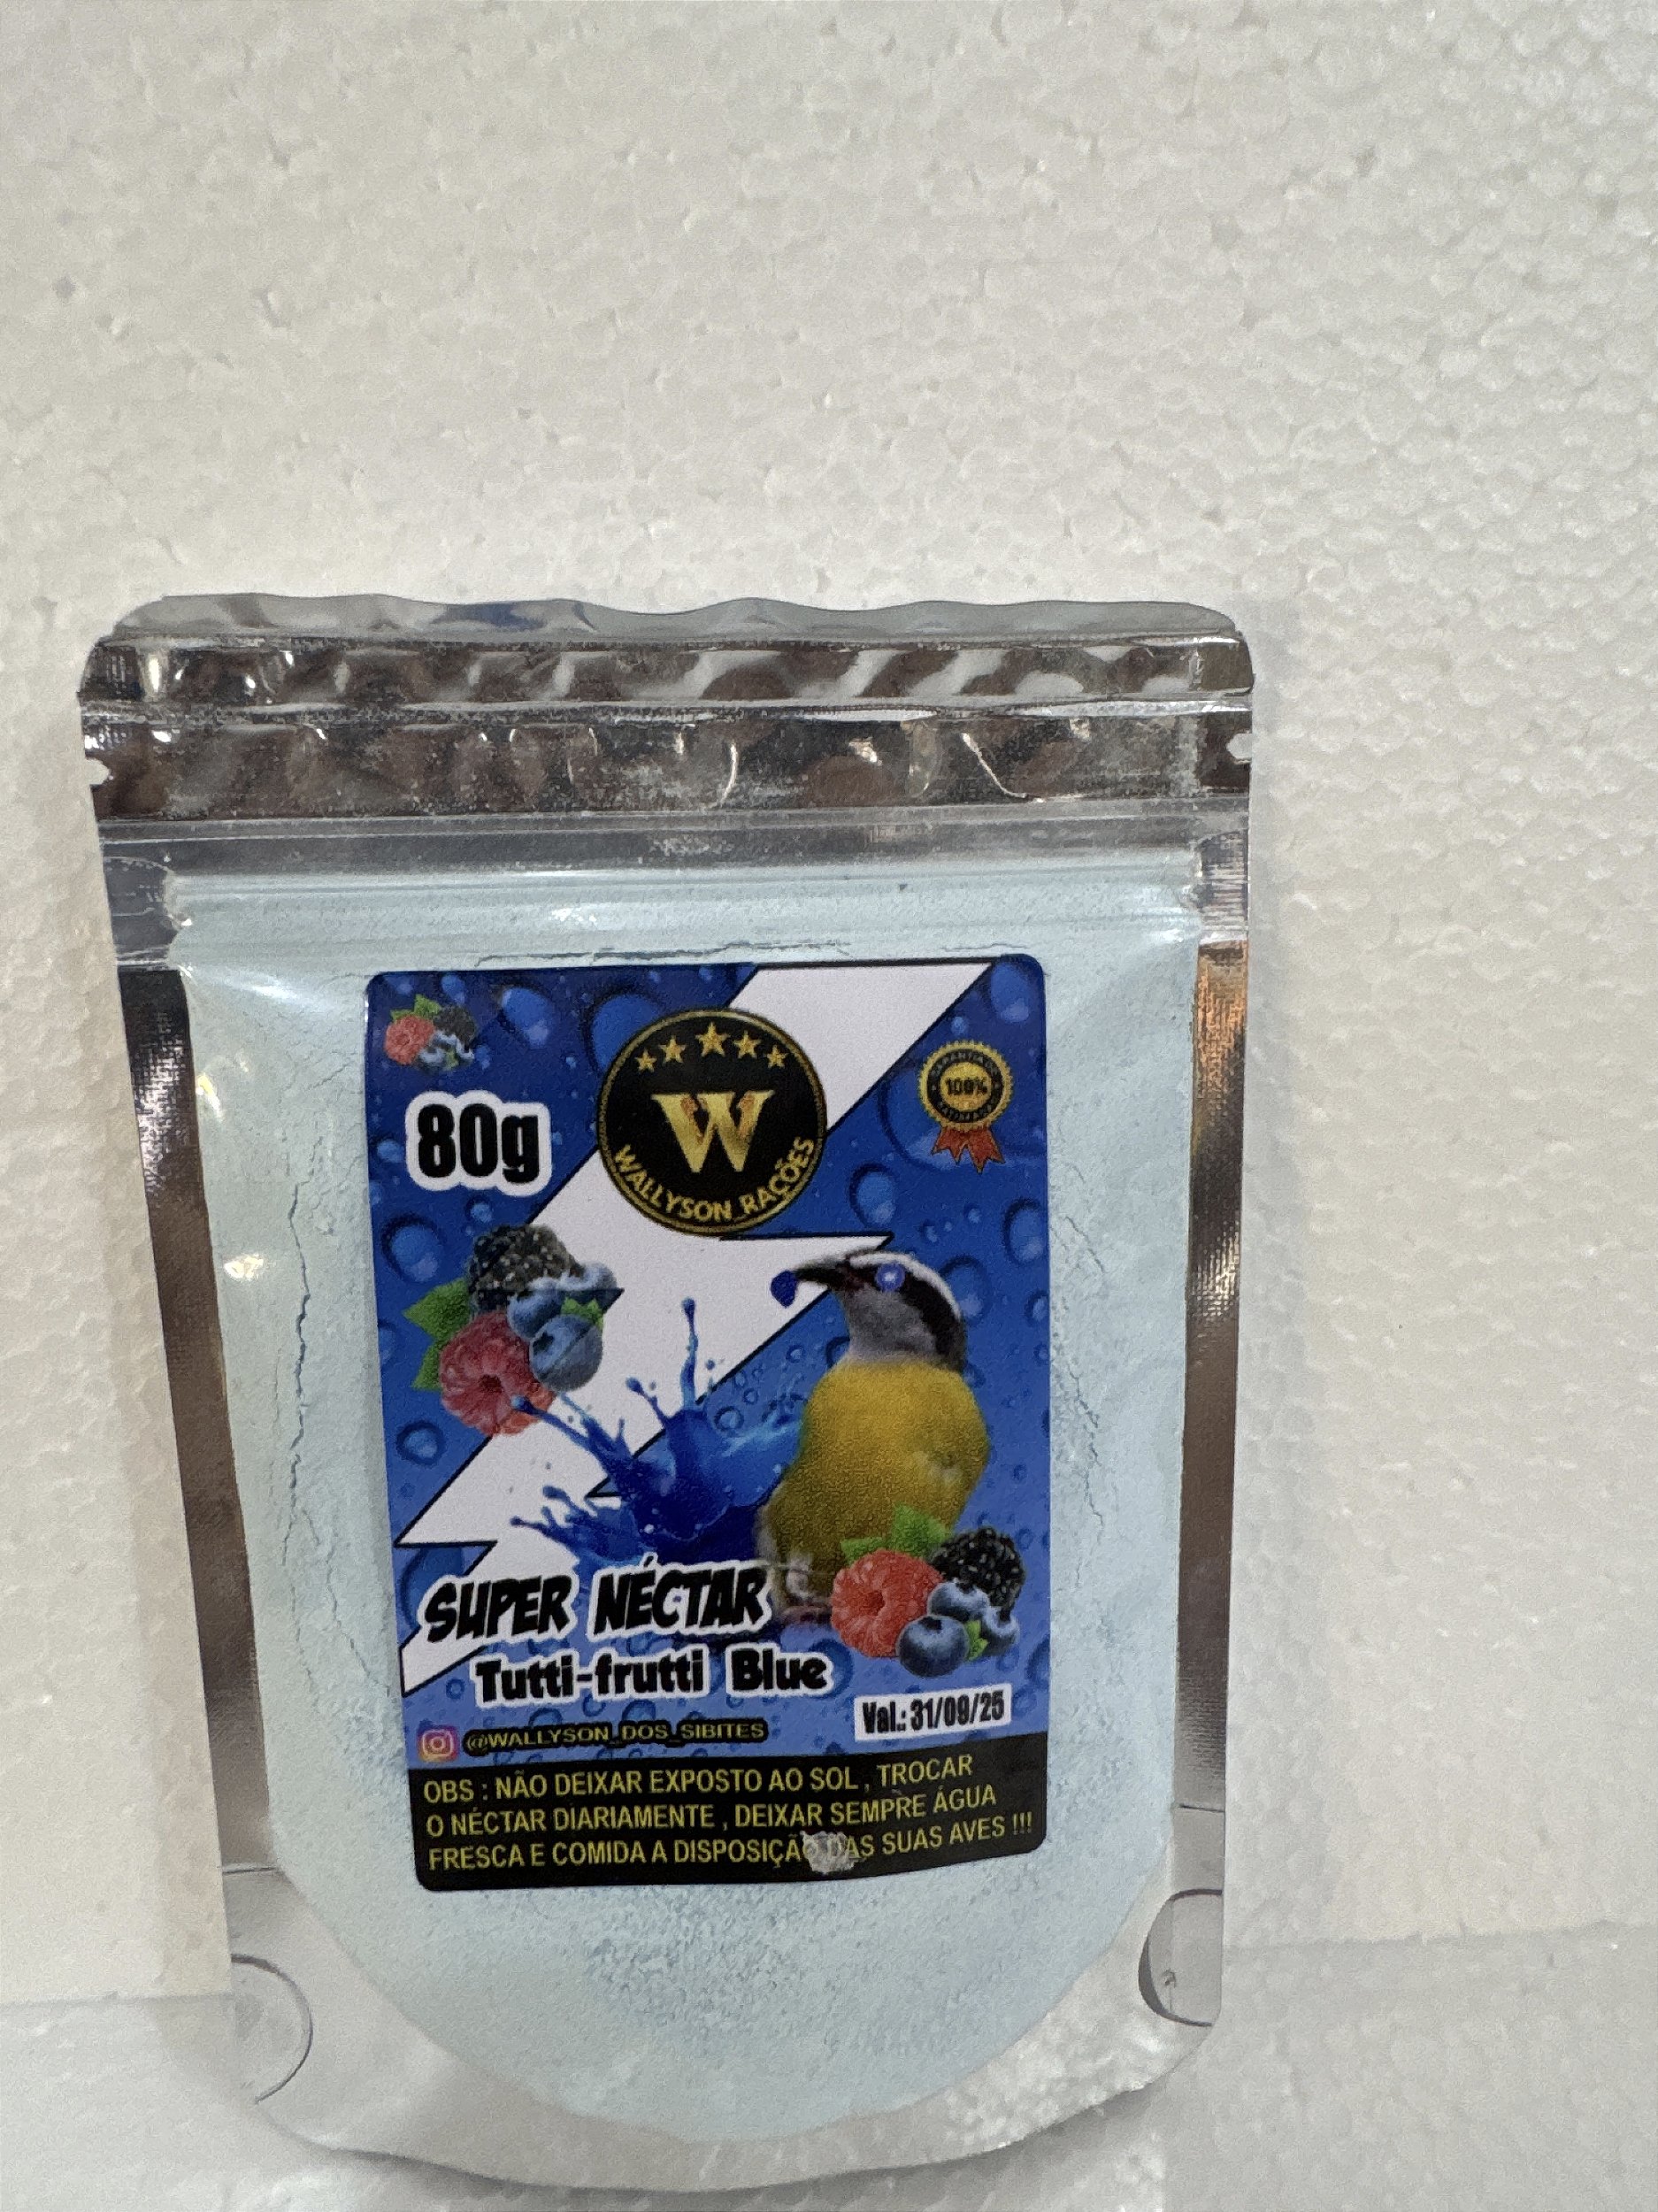 80g
W
WALLYSON RAÇÕES
100%
SUPER NÉCTAR
Tutti-frutti Blue
Val.: 31/09/25
@WALLYSON_DOS_SIBITES
OBS : NÃO DEIXAR EXPOSTO AO SOL , TROCAR
O NÉCTAR DIARIAMENTE , DEIXAR SEMPRE ÁGUA
FRESCA E COMIDA A DISPOSIÇÃO DAS SUAS AVES !!!